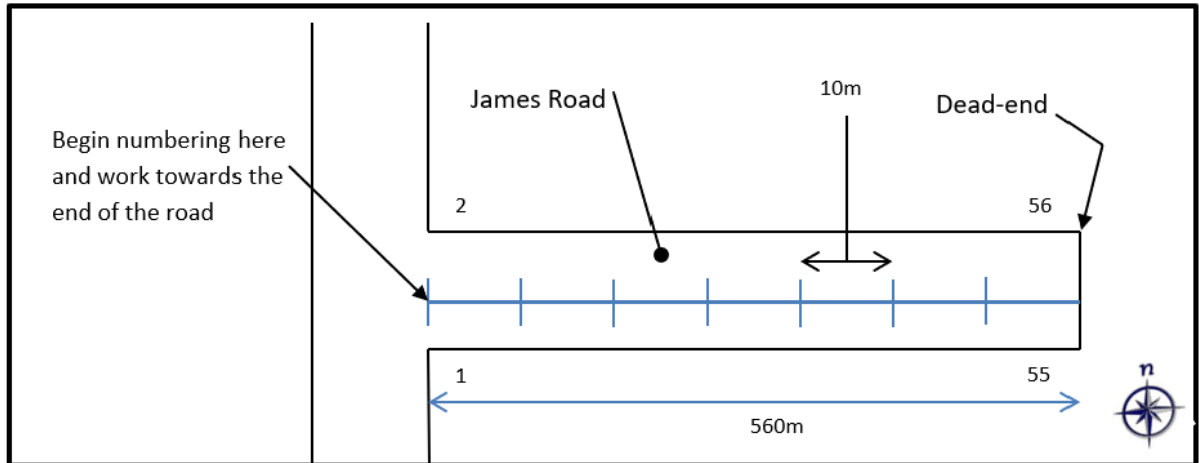 James Road
10m
Dead-end
Begin numbering here
and work towards the
end of the road
2
56
1
55
560m
n